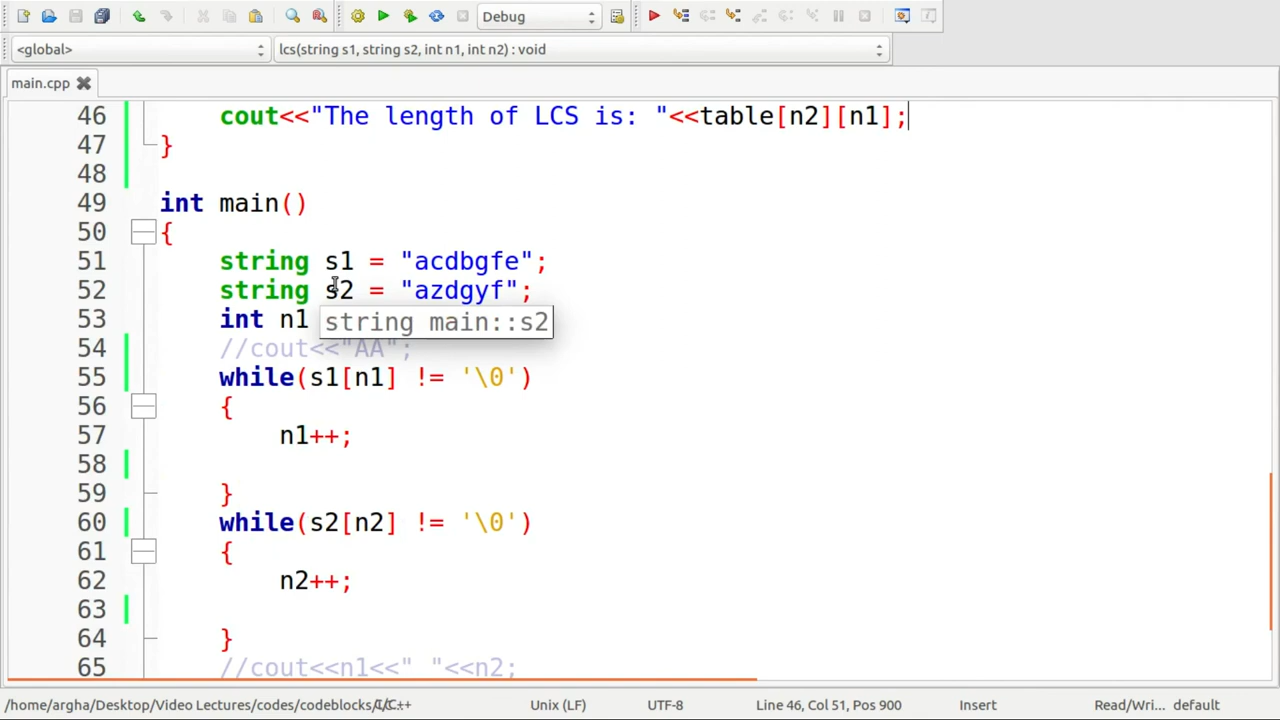 Debug
<global>
lcs(string s1, string s2, int n1, int n2) : void
main.cpp
46 cout<<"The length of LCS is: "<<table[n2][n1];
47 }
48
49 int main()
50 {
51 string s1 = "acdbgfe";
52 string s2 = "azdgyf";
53 int n1
string main::s2
54 //cout<<"AA";
55 while(s1[n1] != '\0')
56 {
57 n1++;
58
59 }
60 while(s2[n2] != '\0')
61 {
62 n2++;
63
64 }
65 //cout<<n1<<" "<<n2;
/home/argha/Desktop/Video Lectures/codes/codeblocks/ C/C++ Unix (LF) UTF-8 Line 46, Col 51, Pos 900 Insert Read/Wri... default